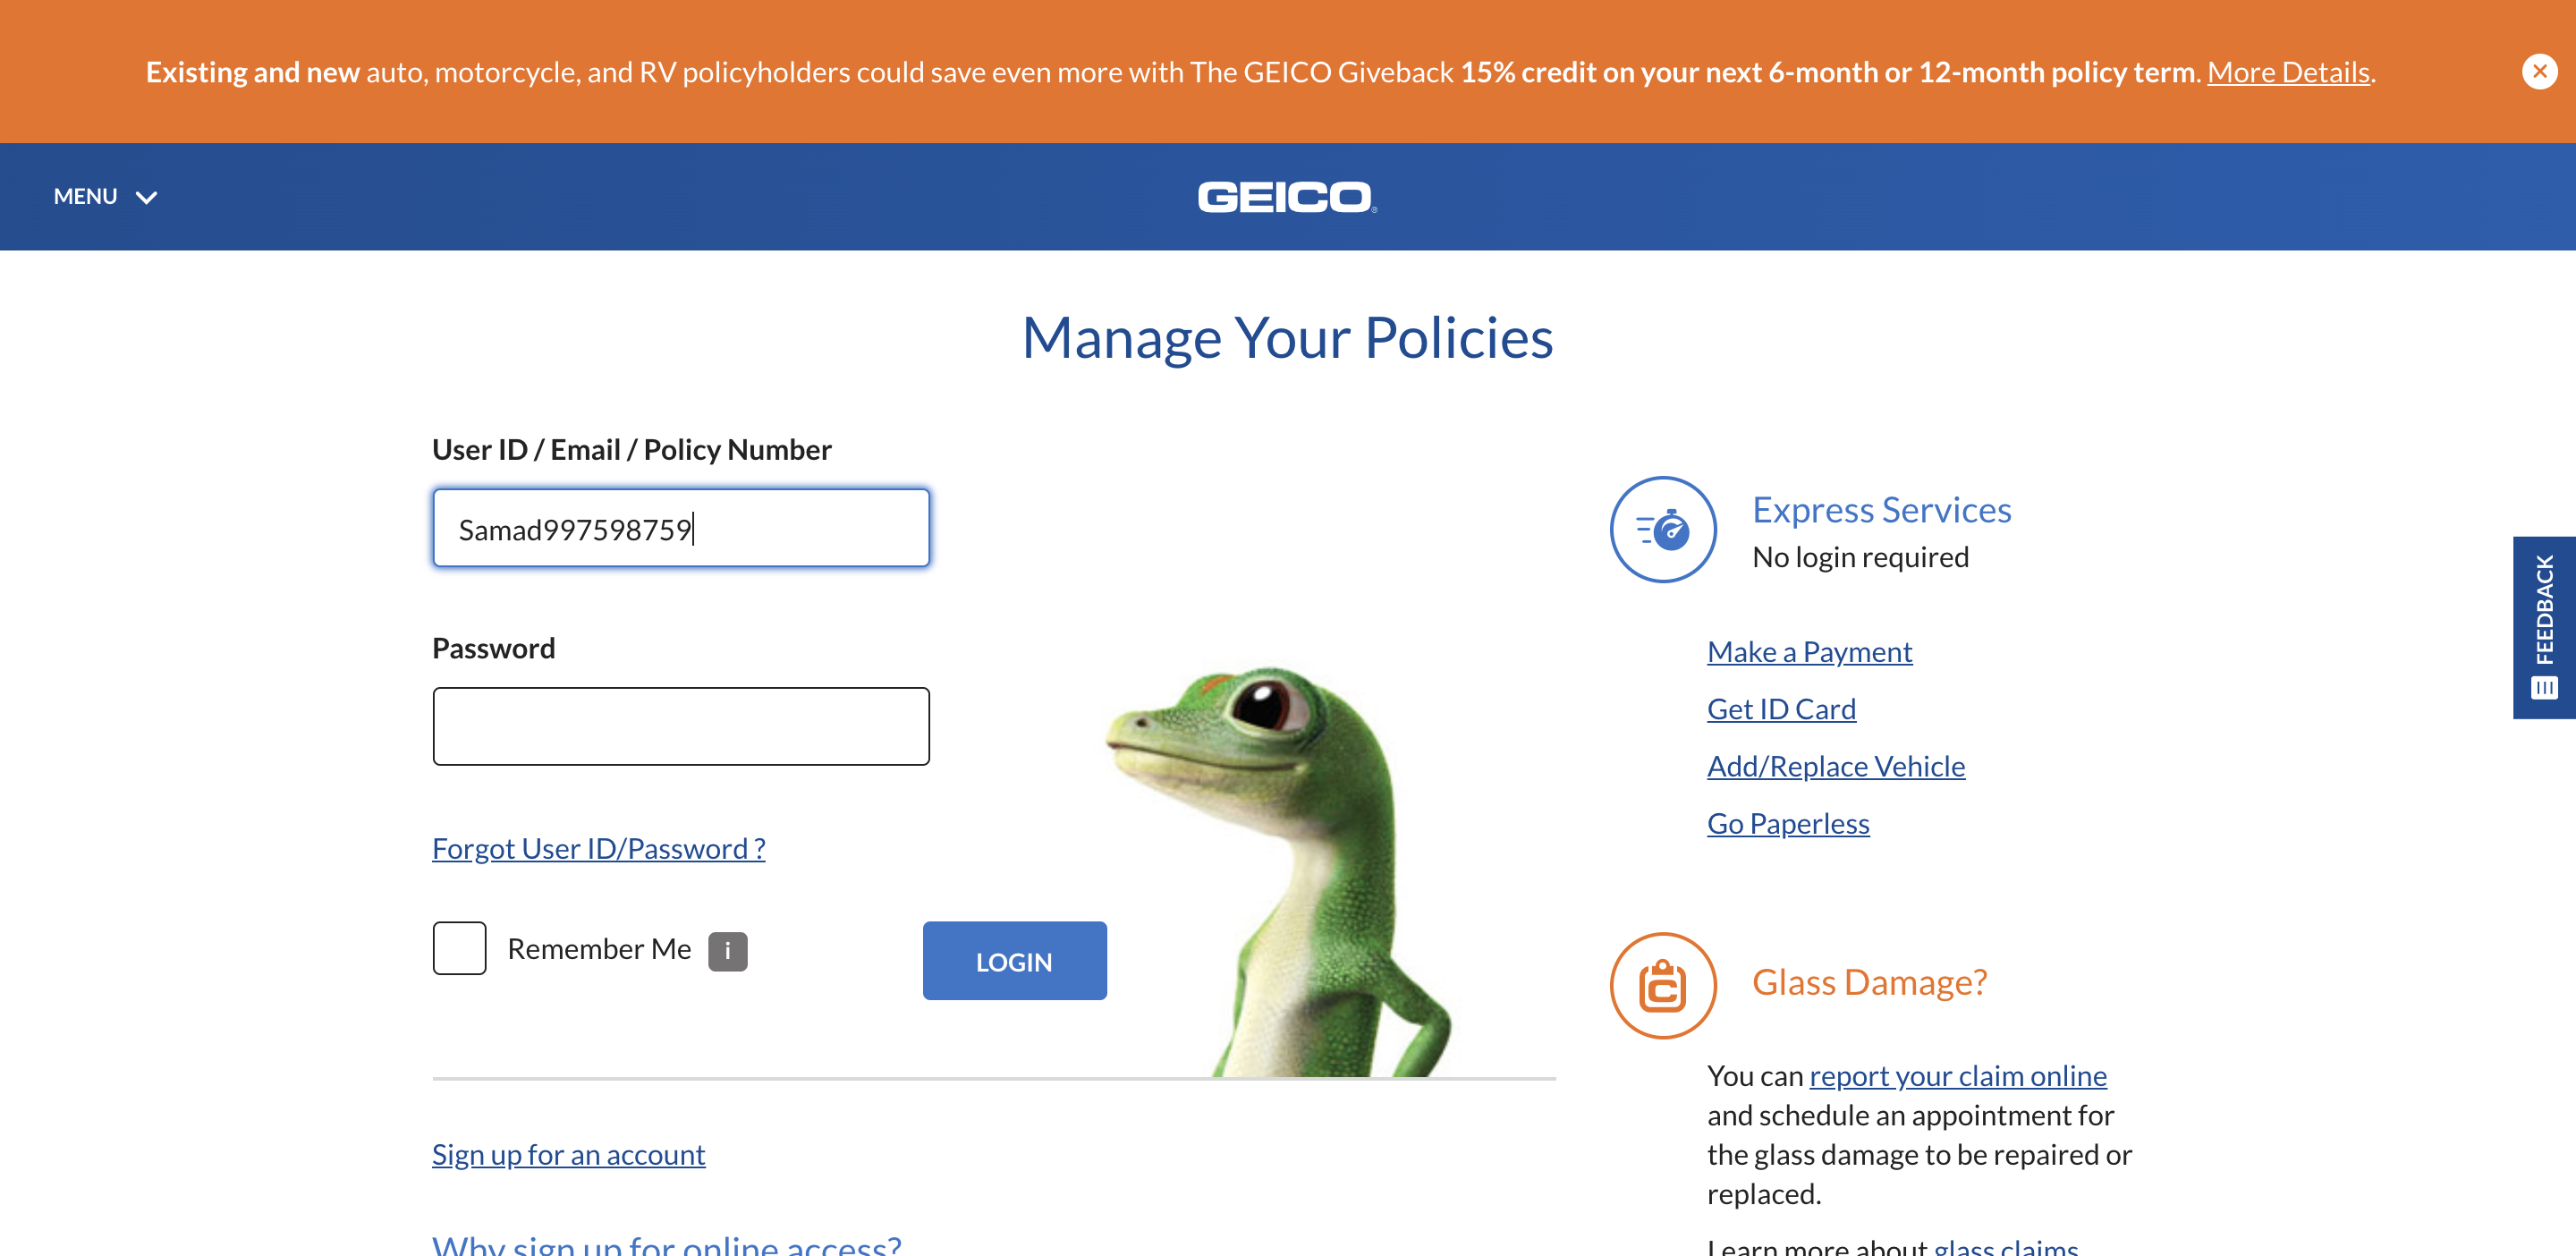 Existing and new auto, motorcycle, and RV policyholders could save even more with The GEICO Giveback 15% credit on your next 6-month or 12-month policy term. More Details.
MENU
GEICO
Manage Your Policies
User ID / Email / Policy Number
Samad997598759
Password
Forgot User ID/Password ?
Remember Me i
LOGIN
Sign up for an account
Why sign up for online access?
Express Services
No login required
Make a Payment
Get ID Card
Add/Replace Vehicle
Go Paperless
Glass Damage?
You can report your claim online
and schedule an appointment for
the glass damage to be repaired or
replaced.
Learn more about glass claims
FEEDBACK